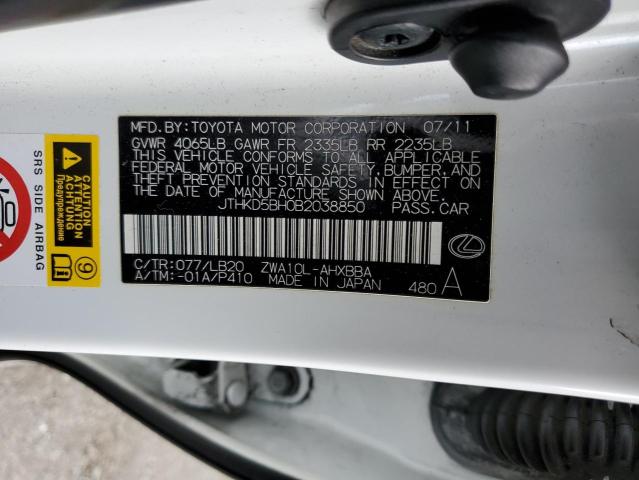 MFD.BY:TOYOTA MOTOR CORPORATION 07/11
GVWR 4065LB GAWR FR 2335LB RR 2235LB
THIS VEHICLE CONFORMS TO ALL APPLICABLE
FEDERAL MOTOR VEHICLE SAFETY,BUMPER,AND
THEFT PREVENTION STANDARDS IN EFFECT ON
THE DATE OF MANUFACTURE SHOWN ABOVE.
JTHKD5BH0B2038850 PASS.CAR
C/TR:077/LB20 ZWA10L-AHXBBA
A/TM:-01A/P410 MADE IN JAPAN 480 A
SRS SIDE AIRBAG
Предупреждение
ACHTUNG
ATTENTION
9